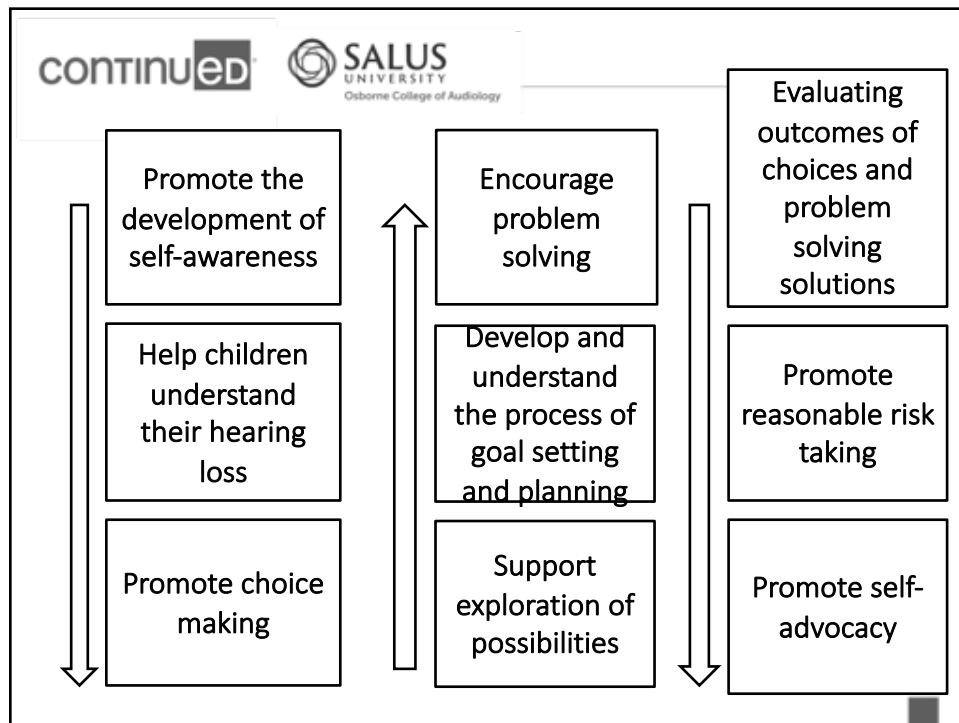 continued
SALUS
UNIVERSITY
Osborne College of Audiology
Promote the
development of
self-awareness
Help children
understand
their hearing
loss
Promote choice
making
Encourage
problem
solving
Develop and
understand
the process of
goal setting
and planning
Support
exploration of
possibilities
Evaluating
outcomes of
choices and
problem
solving
solutions
Promote
reasonable risk
taking
Promote self-
advocacy